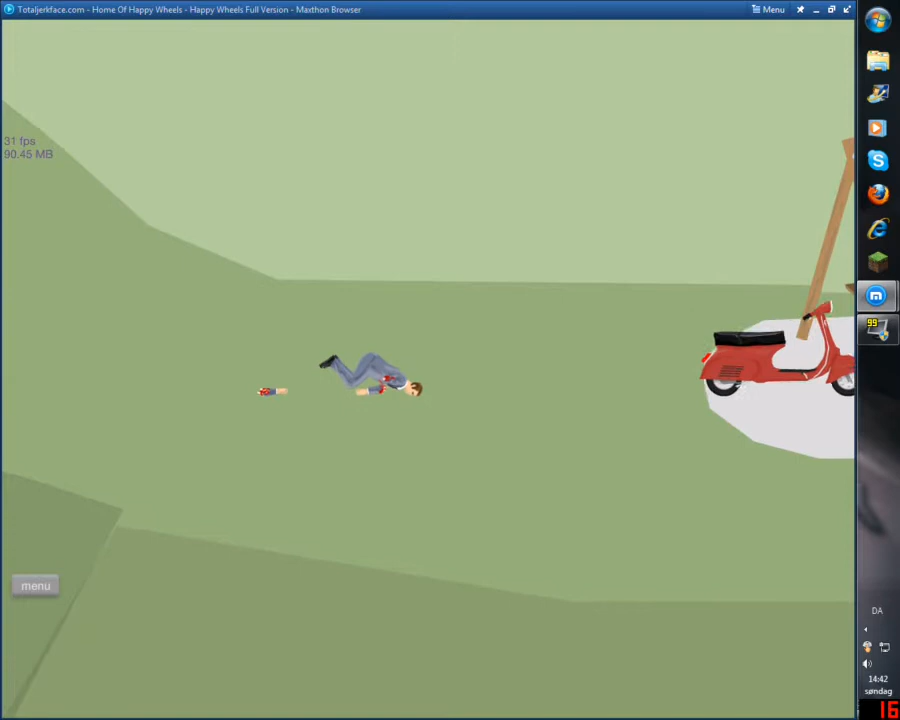 Totaljerkface.com - Home Of Happy Wheels - Happy Wheels Full Version - Maxthon Browser
Menu
31 fps
90.45 MB
99
menu
DA
14:42
søndag
16